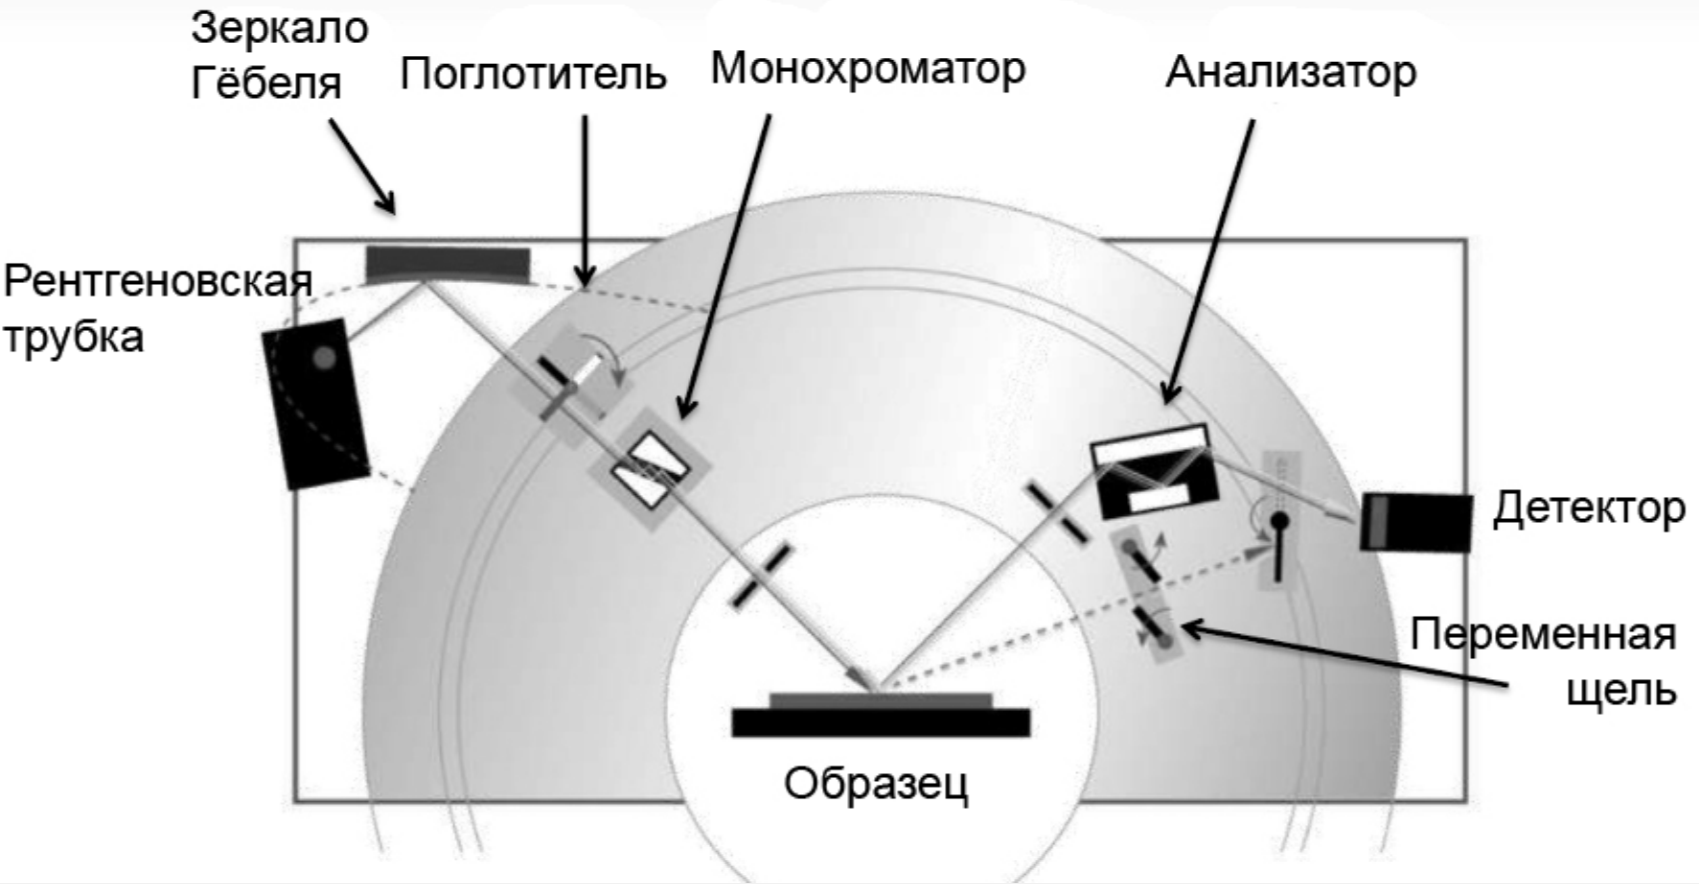 Зеркало
Гёбеля
Поглотитель
Монохроматор
Анализатор
Рентгеновская
трубка
Детектор
Переменная
щель
Образец